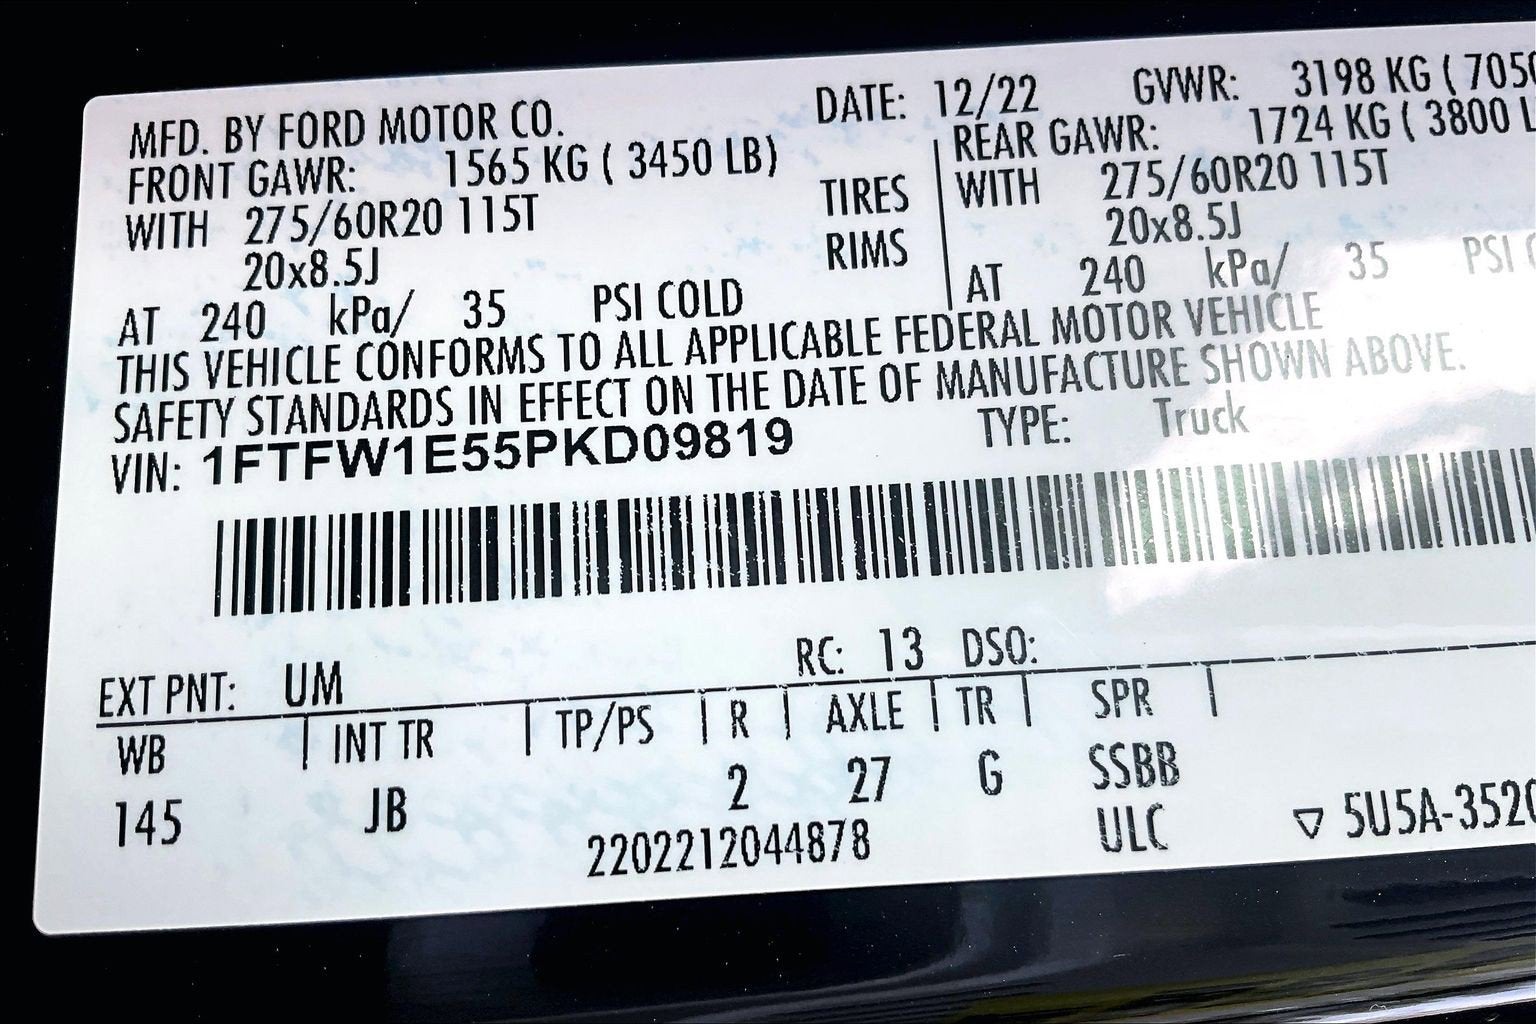 MFD. BY FORD MOTOR CO. DATE: 12/22 GVWR: 3198 KG ( 705
FRONT GAWR: 1565 KG ( 3450 LB) REAR GAWR: 1724 KG ( 3800 L
WITH 275/60R20 115T TIRES WITH 275/60R20 115T
20x8.5J RIMS 20x8.5J
AT 240 kPa/ 35 PSI COLD AT 240 kPa/ 35 PSI
THIS VEHICLE CONFORMS TO ALL APPLICABLE FEDERAL MOTOR VEHICLE
SAFETY STANDARDS IN EFFECT ON THE DATE OF MANUFACTURE SHOWN ABOVE.
VIN: 1FTFW1E55PKD09819 TYPE: Truck
EXT PNT: UM RC: 13 DSO:
WB INT TR TP/PS R AXLE TR SPR
145 JB 2 27 G SSBB
2202212044878 ULC ▽ 5U5A-352